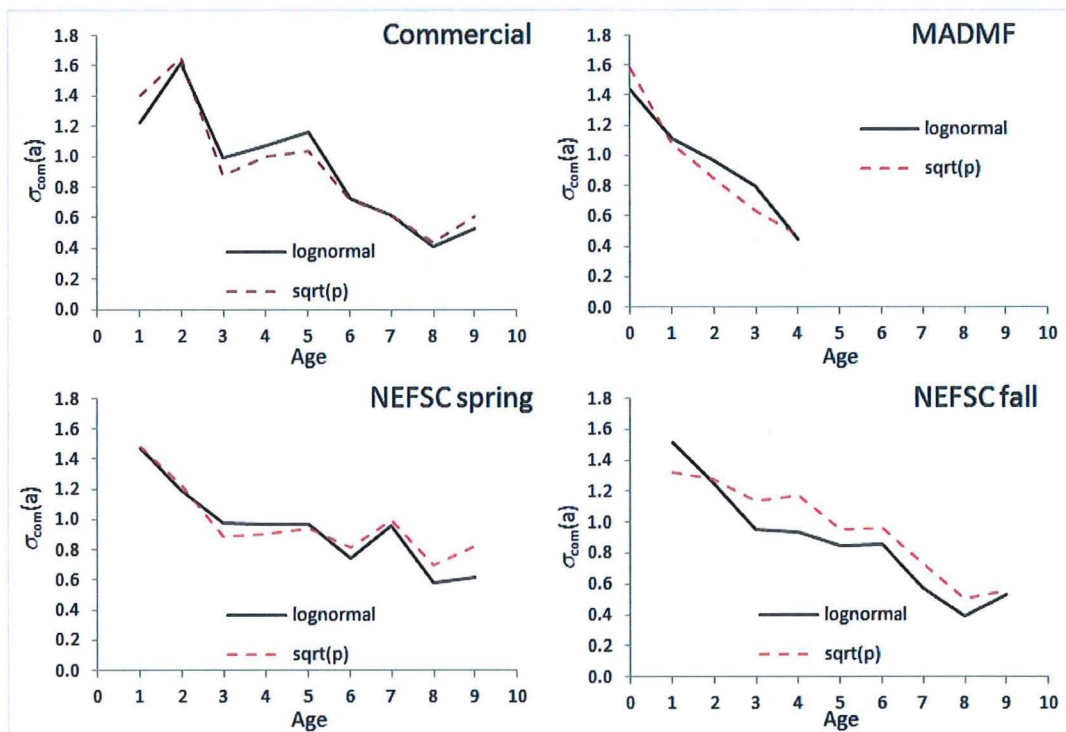 Commercial
1.8
1.6
1.4
1.2
1.0
0.8
0.6
0.4
0.2
0.0
σcom(a)
lognormal
sqrt(p)
0 1 2 3 4 5 6 7 8 9 10
Age
MADMF
1.8
1.6
1.4
1.2
1.0
0.8
0.6
0.4
0.2
0.0
σcom(a)
lognormal
sqrt(p)
0 1 2 3 4 5 6 7 8 9 10
Age
NEFSC spring
1.8
1.6
1.4
1.2
1.0
0.8
0.6
0.4
0.2
0.0
σcom(a)
lognormal
sqrt(p)
0 1 2 3 4 5 6 7 8 9 10
Age
NEFSC fall
1.8
1.6
1.4
1.2
1.0
0.8
0.6
0.4
0.2
0.0
σcom(a)
lognormal
sqrt(p)
0 1 2 3 4 5 6 7 8 9 10
Age